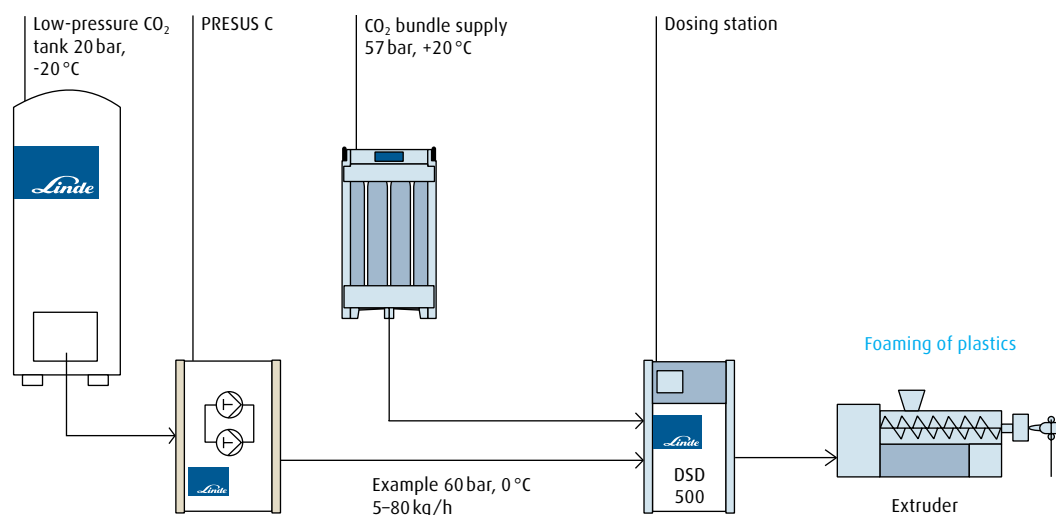 Low-pressure CO₂
tank 20 bar,
-20 °C
PRESUS C
CO₂ bundle supply
57 bar, +20 °C
Dosing station
Linde
Foaming of plastics
Linde
Linde
DSD
500
Example 60 bar, 0 °C
5–80 kg/h
Extruder